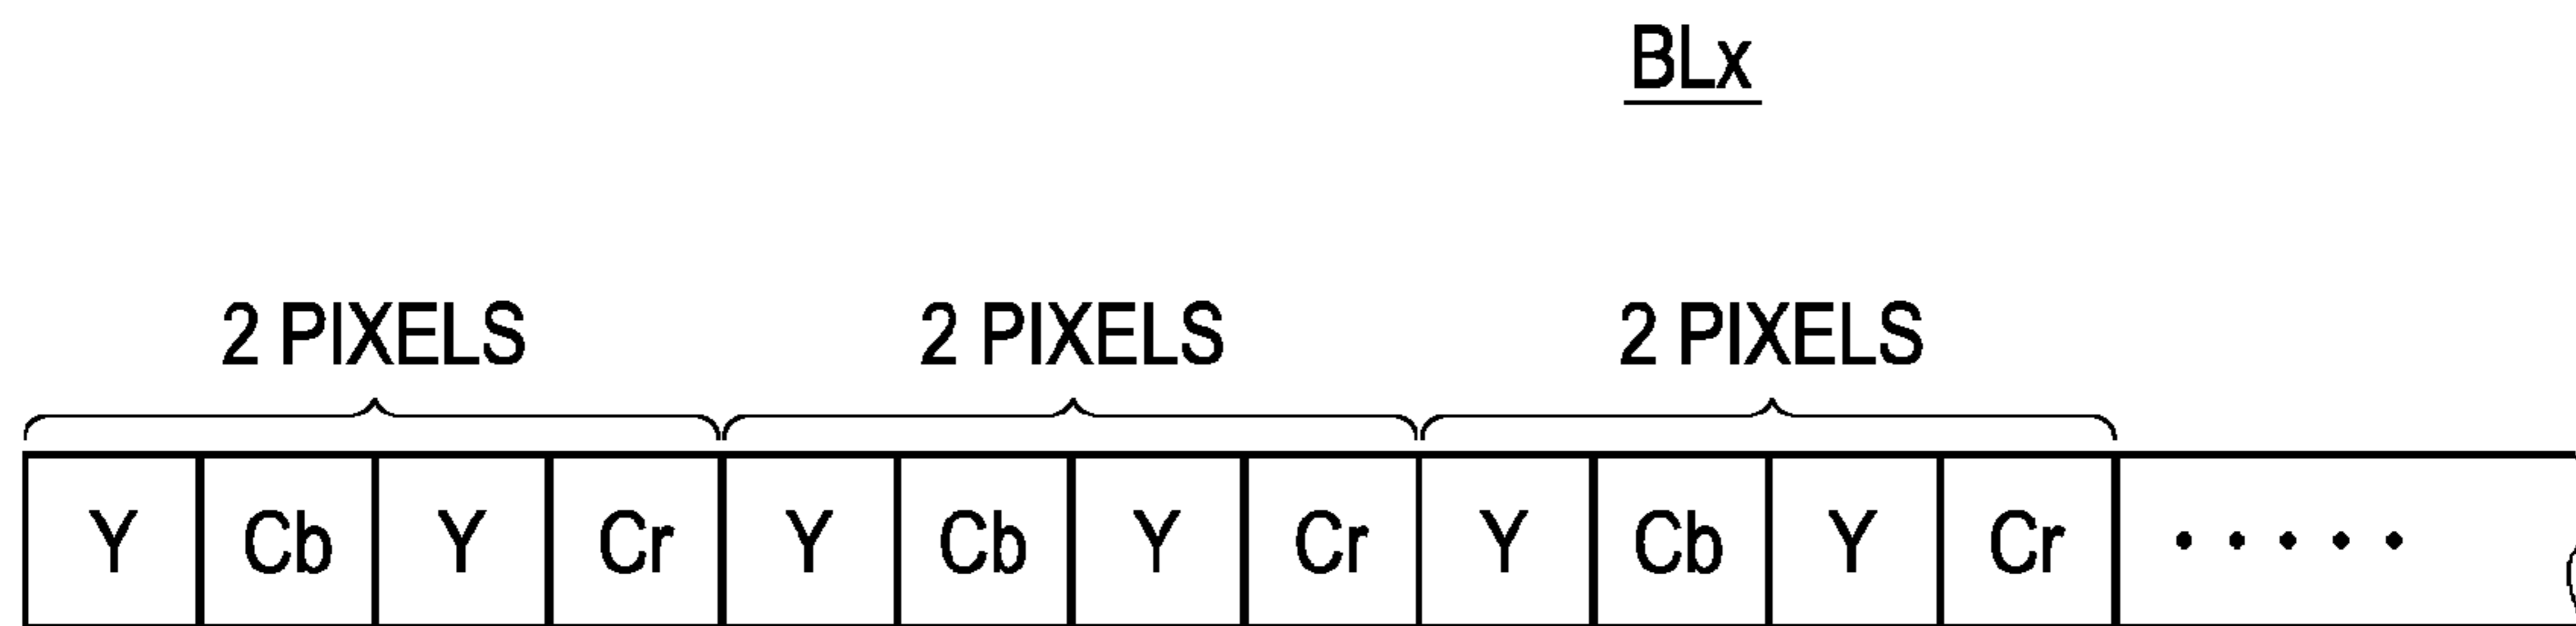 BLx
2 PIXELS 2 PIXELS 2 PIXELS
Y Cb Y Cr Y Cb Y Cr Y Cb Y Cr .....